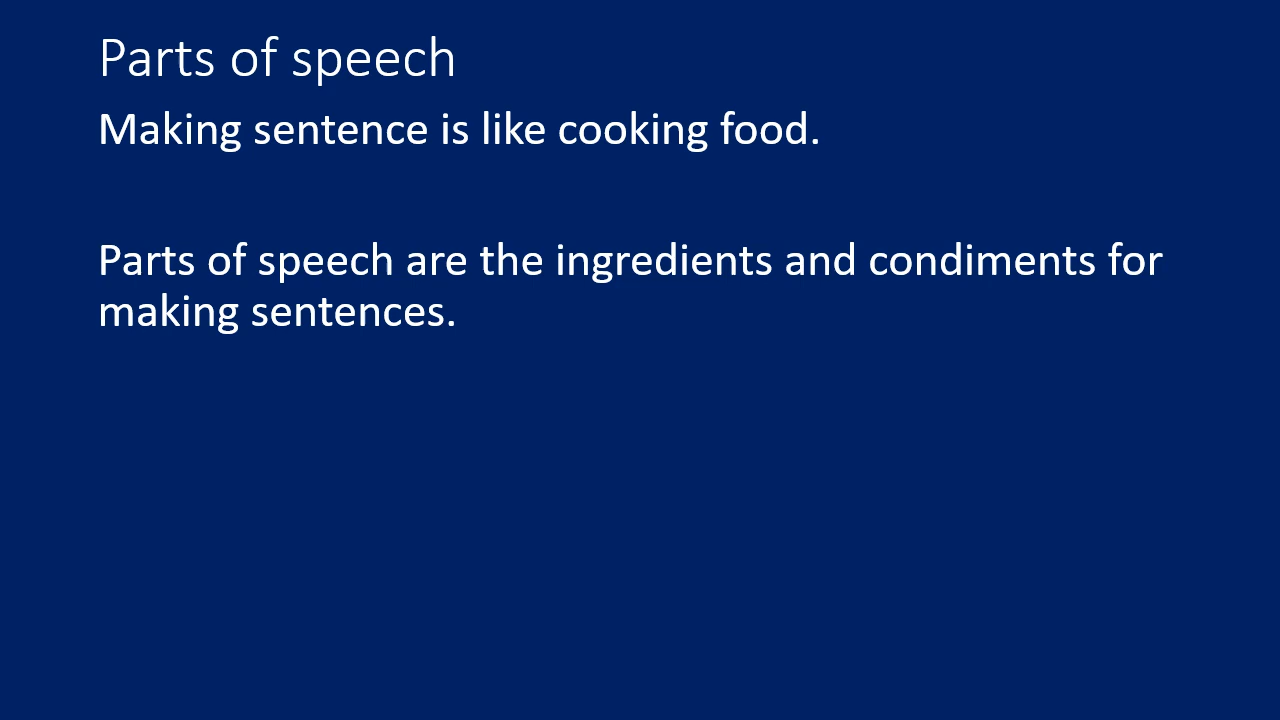 Parts of speech
Making sentence is like cooking food.
Parts of speech are the ingredients and condiments for
making sentences.